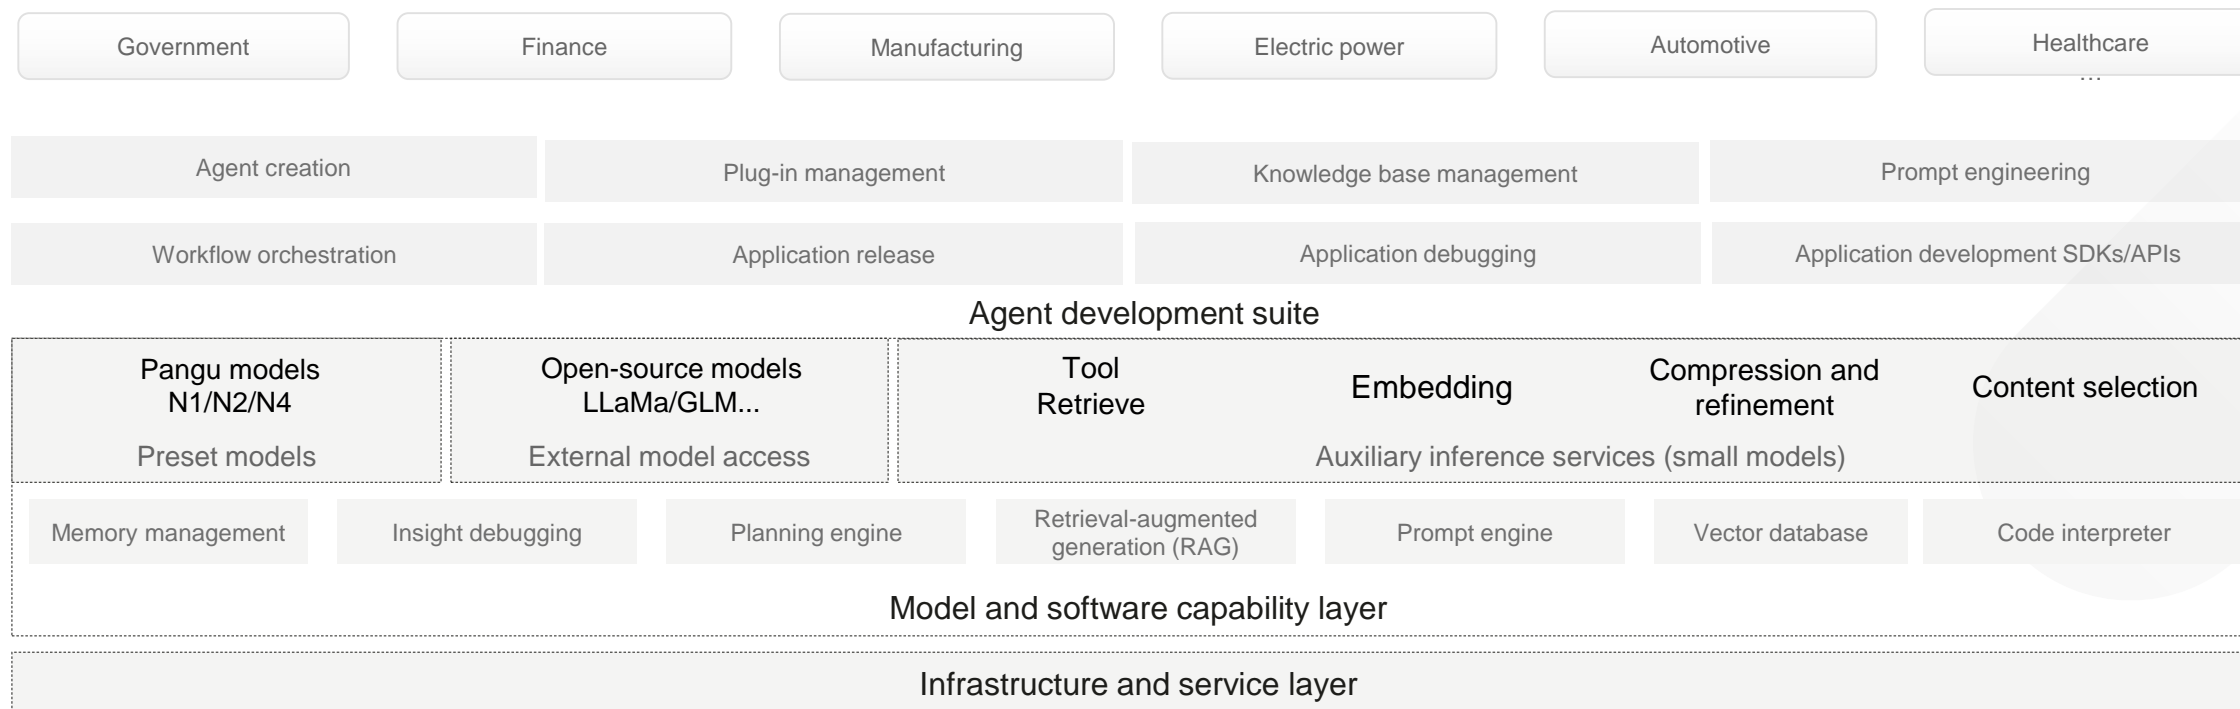 Government
Finance
Manufacturing
Electric power
Automotive
Healthcare
...
Agent creation
Plug-in management
Knowledge base management
Prompt engineering
Workflow orchestration
Application release
Application debugging
Application development SDKs/APIs
Agent development suite
Pangu models
N1/N2/N4
Preset models
Open-source models
LLaMa/GLM...
External model access
Tool
Retrieve
Embedding
Compression and
refinement
Content selection
Auxiliary inference services (small models)
Memory management
Insight debugging
Planning engine
Retrieval-augmented
generation (RAG)
Prompt engine
Vector database
Code interpreter
Model and software capability layer
Infrastructure and service layer